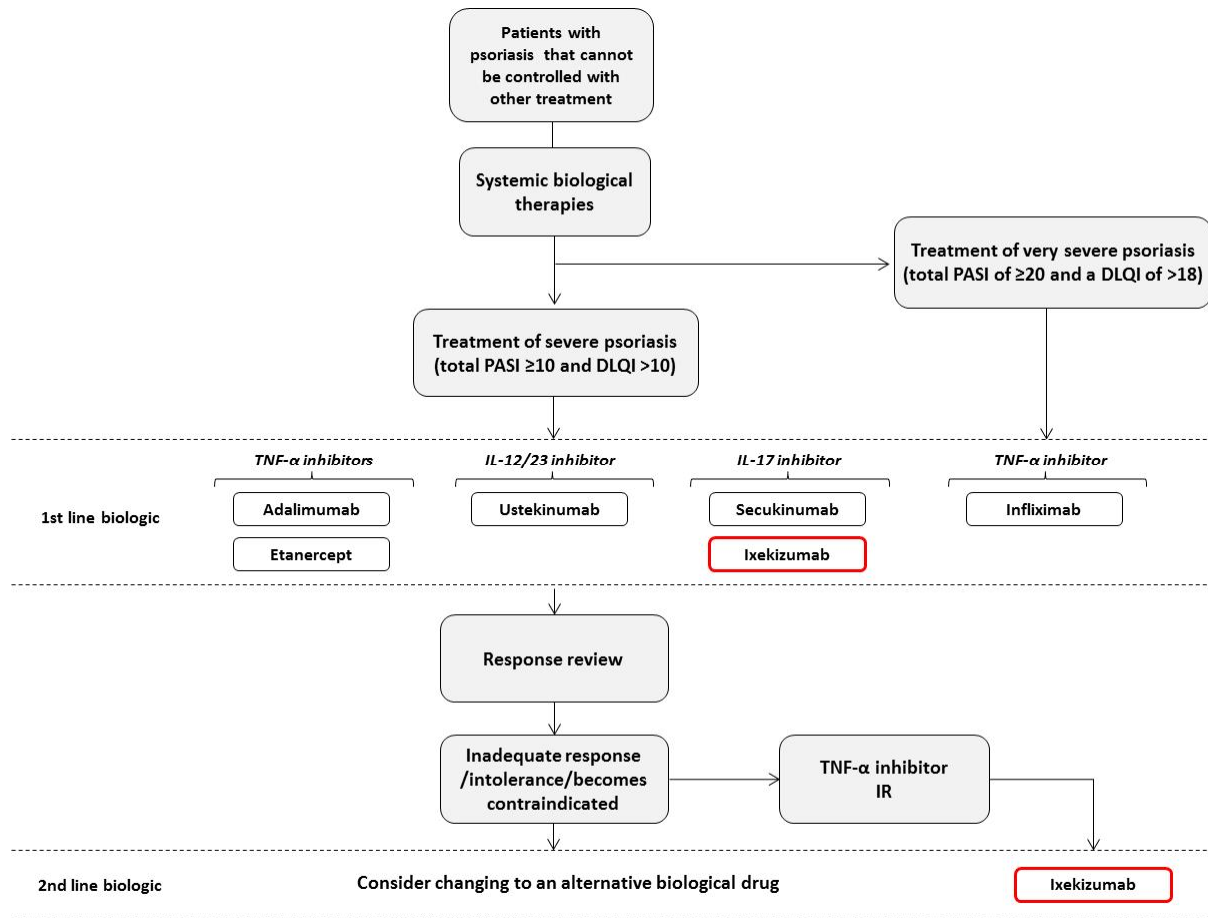 Patients with
psoriasis that cannot
be controlled with
other treatment
Systemic biological
therapies
Treatment of very severe psoriasis
(total PASI of ≥20 and a DLQI of >18)
Treatment of severe psoriasis
(total PASI ≥10 and DLQI >10)
TNF-α inhibitors
IL-12/23 inhibitor
IL-17 inhibitor
TNF-α inhibitor
1st line biologic
Adalimumab
Ustekinumab
Secukinumab
Infliximab
Etanercept
Ixekizumab
Response review
Inadequate response
/intolerance/becomes
contraindicated
TNF-α inhibitor
IR
2nd line biologic
Consider changing to an alternative biological drug
Ixekizumab